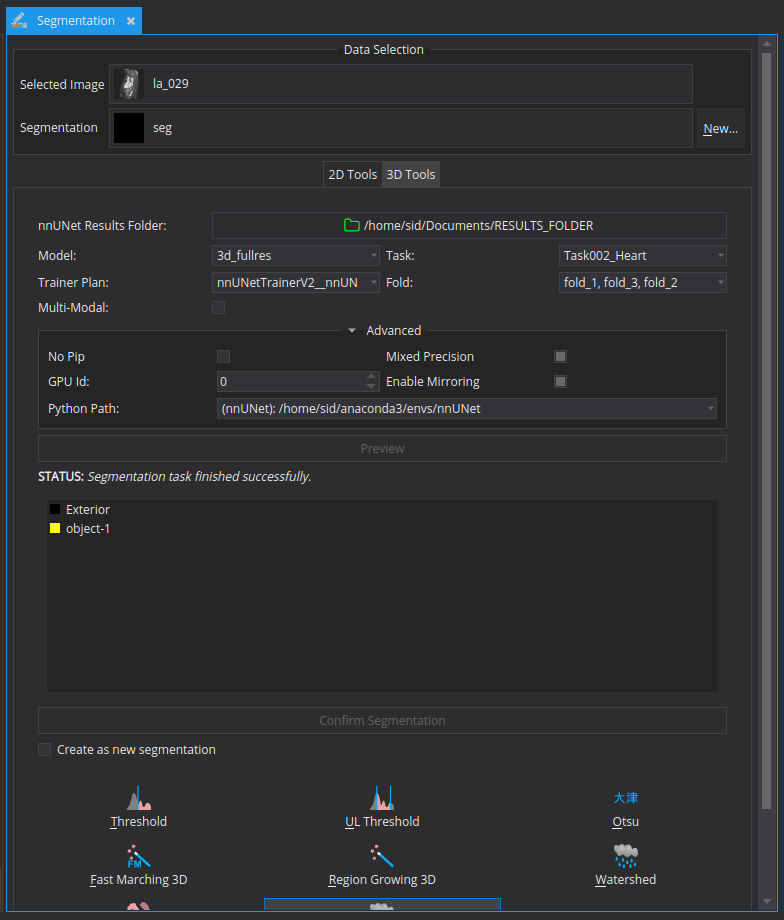 Segmentation
Data Selection
Selected Image la_029
Segmentation seg New...
2D Tools 3D Tools
nnUNet Results Folder: /home/sid/Documents/RESULTS_FOLDER
Model: 3d_fullres Task: Task002_Heart
Trainer Plan: nnUNetTrainerV2__nnUN Fold: fold_1, fold_3, fold_2
Multi-Modal:
Advanced
No Pip Mixed Precision
GPU Id: 0 Enable Mirroring
Python Path: (nnUNet): /home/sid/anaconda3/envs/nnUNet
Preview
STATUS: Segmentation task finished successfully.
Exterior
object-1
Confirm Segmentation
Create as new segmentation
大津
Threshold UL Threshold Otsu
FM
Fast Marching 3D Region Growing 3D Watershed